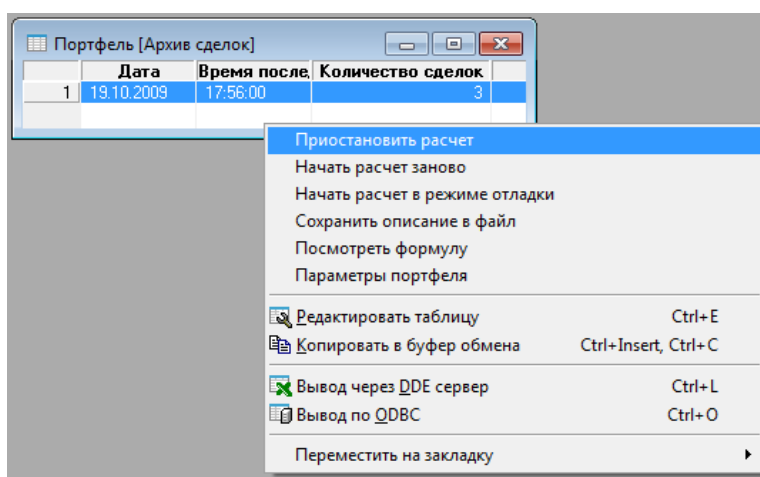 Портфель [Архив сделок]
Дата Время после, Количество сделок
1 19.10.2009 17:56:00 3
Приостановить расчет
Начать расчет заново
Начать расчет в режиме отладки
Сохранить описание в файл
Посмотреть формулу
Параметры портфеля
Редактировать таблицу Ctrl+E
Копировать в буфер обмена Ctrl+Insert, Ctrl+C
Вывод через DDE сервер Ctrl+L
Вывод по ODBC Ctrl+O
Переместить на закладку